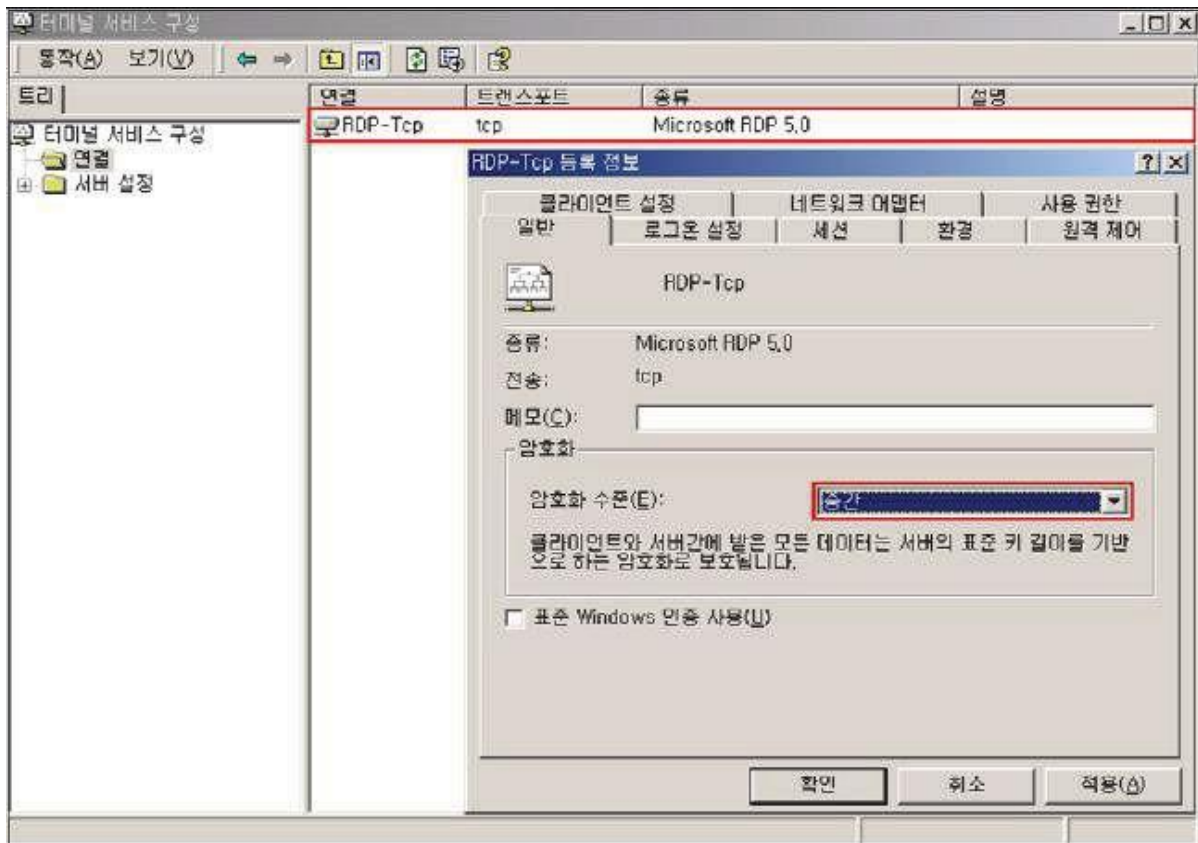 터미널 서비스 구성
동작(A) 보기(V)
트리 연결 트랜스포트 종류 설명
터미널 서비스 구성
연결
서버 설정
RDP-Tcp tcp Microsoft RDP 5.0
RDP-Tcp 등록 정보
클라이언트 설정 네트워크 어댑터 사용 권한
일반 로그온 설정 세션 환경 원격 제어
RDP-Tcp
종류: Microsoft RDP 5.0
전송: tcp
메모(C):
암호화
암호화 수준(E): 중간
클라이언트와 서버간에 받은 모든 데이터는 서버의 표준 키 길이를 기반
으로 하는 암호화로 보호됩니다.
표준 Windows 인증 사용(U)
확인 취소 적용(A)